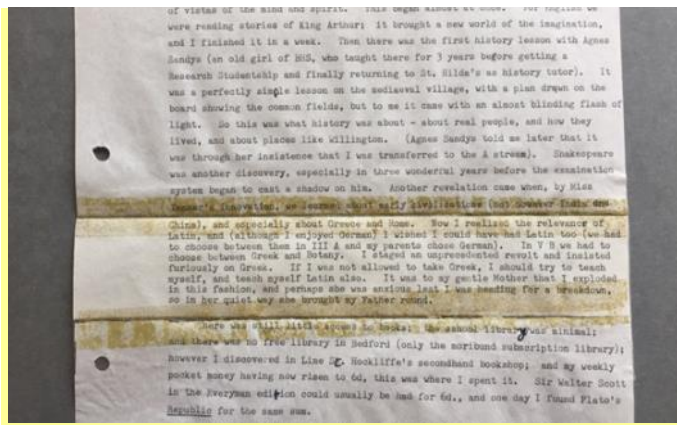 of vistas of the mind and spirit. This began almost at once. For English we
were reading stories of King Arthur: it brought a new world of the imagination,
and I finished it in a week. Then there was the first history lesson with Agnes
Sandys (an old girl of BHS, who taught there for 3 years before getting a
Research Studentship and finally returning to St. Hilda's as history tutor). It
was a perfectly simple lesson on the mediaeval village, with a plan drawn on the
board showing the common fields, but to me it came with an almost blinding flash of
light. So this was what history was about - about real people, and how they
lived, and about places like Willington. (Agnes Sandys told me later that it
was through her insistence that I was transferred to the A stream). Shakespeare
was another discovery, especially in three wonderful years before the examination
system began to cast a shadow on him. Another revelation came when, by Miss
innovation, we learned about early civilizations (not however India and
China), and especially about Greece and Rome. Now I realized the relevance of
Latin, and (although I enjoyed German) I wished I could have had Latin too (we had
to choose between them in III A and my parents chose German). In V B we had to
choose between Greek and Botany. I staged an unprecedented revolt and insisted
furiously on Greek. If I was not allowed to take Greek, I should try to teach
myself, and teach myself Latin also. It was to my gentle Mother that I exploded
in this fashion, and perhaps she was anxious lest I was heading for a breakdown,
so in her quiet way she brought my Father round.
There was still little access to books; the school library was minimal;
and there was no free library in Bedford (only the moribund subscription library);
however I discovered in Lime St. Hockliffe's secondhand bookshop; and my weekly
pocket money having now risen to 6d, this was where I spent it. Sir Walter Scott
in the Everyman edition could usually be had for 6d., and one day I found Plato's
Republic for the same sum.